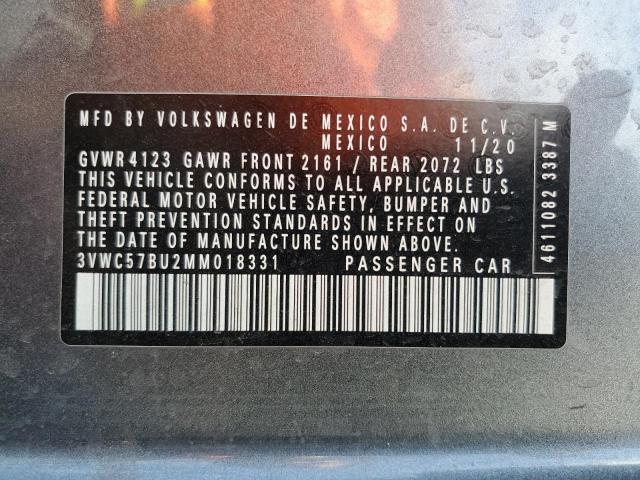 MFD BY VOLKSWAGEN DE MEXICO S.A. DE C.V.
MEXICO 11/20
GVWR 4123 GAWR FRONT 2161 / REAR 2072 LBS
THIS VEHICLE CONFORMS TO ALL APPLICABLE U.S.
FEDERAL MOTOR VEHICLE SAFETY, BUMPER AND
THEFT PREVENTION STANDARDS IN EFFECT ON
THE DATE OF MANUFACTURE SHOWN ABOVE.
3VWC57BU2MM018331 PASSENGER CAR
4611082 3387 M